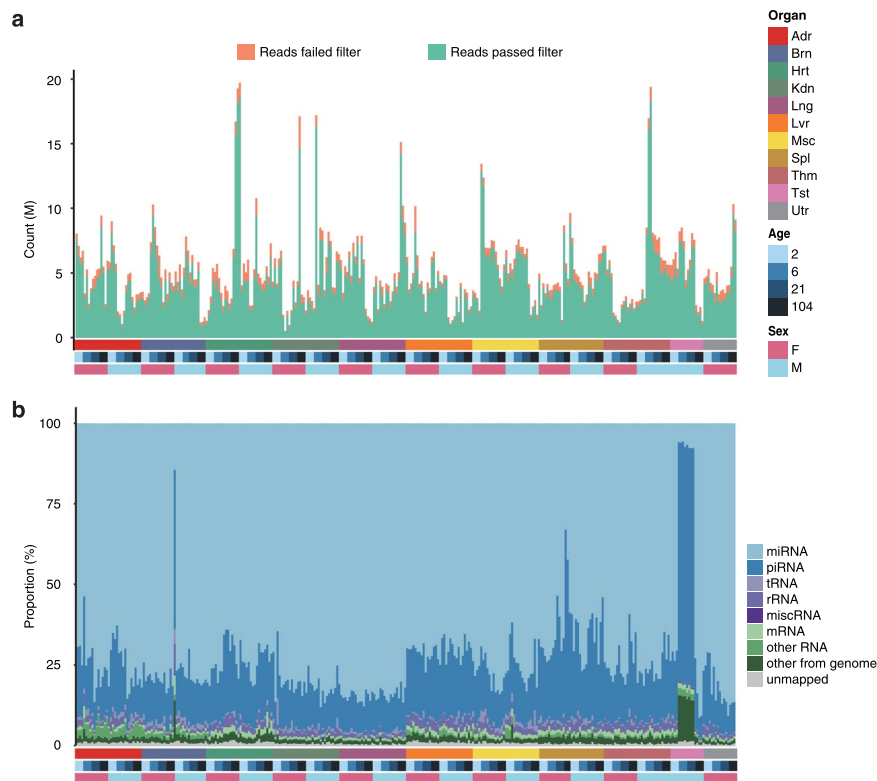 a
Reads failed filter
Reads passed filter
Count (M)
20
15
10
5
0
Organ
Adr
Brn
Hrt
Kdn
Lng
Lvr
Msc
Spl
Thm
Tst
Utr
Age
2
6
21
104
Sex
F
M
b
Proportion (%)
100
75
50
25
0
miRNA
piRNA
tRNA
rRNA
miscRNA
mRNA
other RNA
other from genome
unmapped